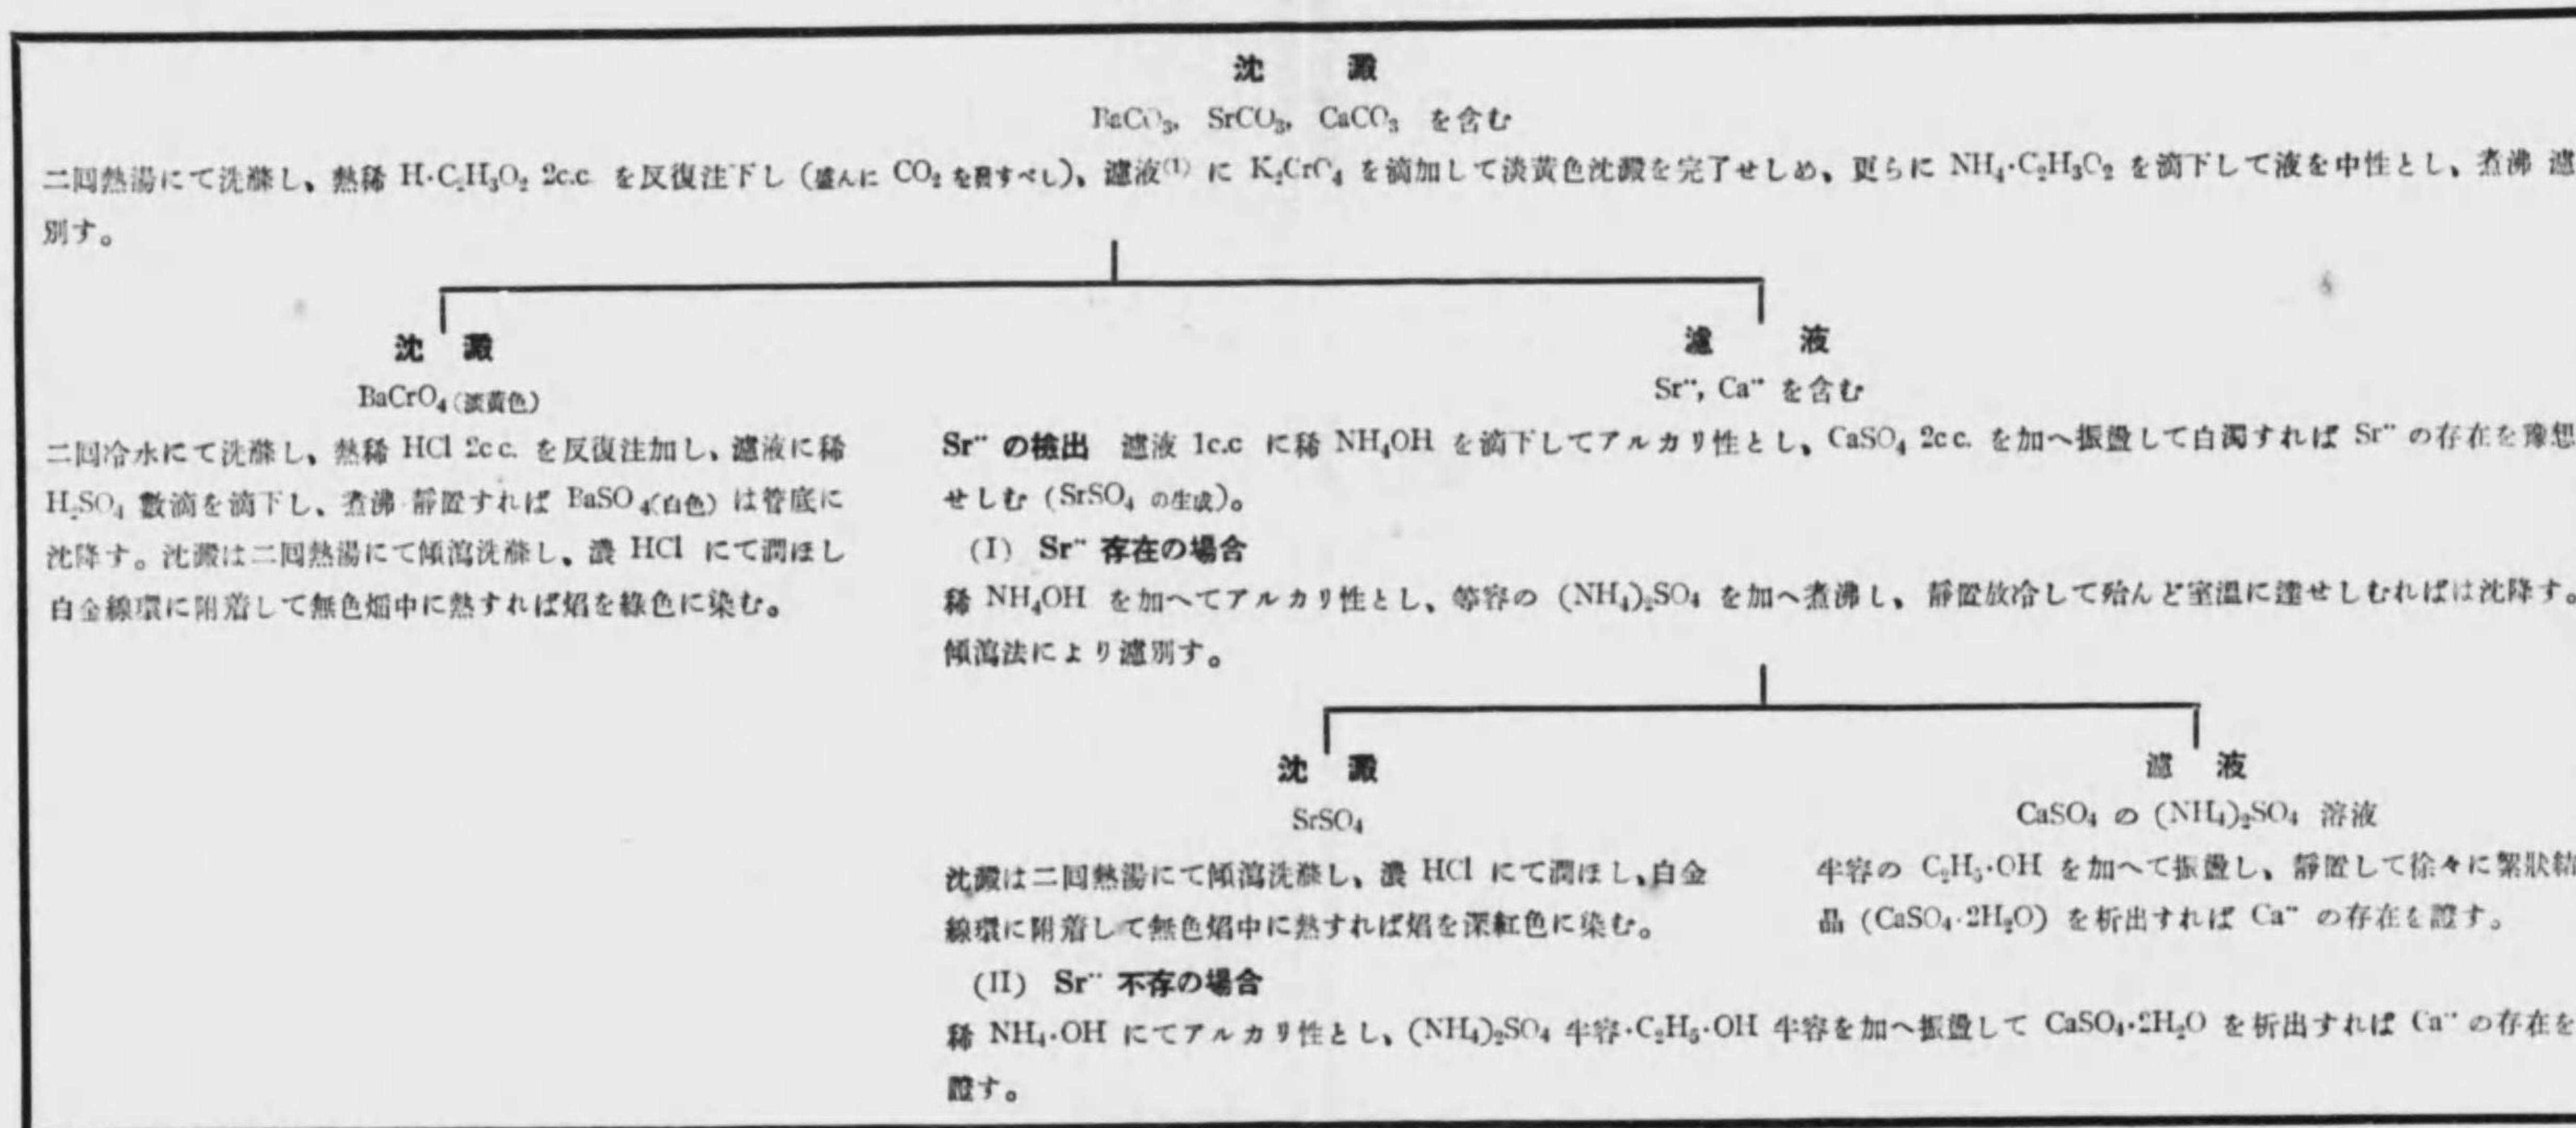 沈澱
BaCO₃, SrCO₃, CaCO₃ を含む
二回熱湯にて洗滌し、熱稀 H·C₂H₃O₂ 2c.c. を反復注下し (盛んに CO₂ を發すべし)、濾液⁽¹⁾ に K₂CrO₄ を滴加して淡黄色沈澱を完了せしめ、更らに NH₄·C₂H₃O₂ を滴下して液を中性とし、煮沸 濾
別す。
沈澱
BaCrO₄ (淡黄色)
二回冷水にて洗滌し、熱稀 HCl 2c c. を反復注加し、濾液に稀
H₂SO₄ 數滴を滴下し、煮沸 靜置すれば BaSO₄(白色) は管底に
沈降す。沈澱は二回熱湯にて傾瀉洗滌し、濃 HCl にて潤ほし
白金線環に附着して無色焔中に熱すれば焔を綠色に染む。
濾液
Sr¨, Ca¨ を含む
Sr¨ の檢出 濾液 1c.c に稀 NH₄OH を滴下してアルカリ性とし、CaSO₄ 2c c. を加へ振盪して白濁すれば Sr¨ の存在を豫想
せしむ (SrSO₄ の生成)。
(I) Sr¨ 存在の場合
稀 NH₄OH を加へてアルカリ性とし、等容の (NH₄)₂SO₄ を加へ煮沸し、靜置放冷して殆んど室溫に達せしむればは沈降す。
傾瀉法により濾別す。
沈澱
SrSO₄
沈澱は二回熱湯にて傾瀉洗滌し、濃 HCl にて潤ほし、白金
線環に附着して無色焔中に熱すれば焔を深紅色に染む。
濾液
CaSO₄ の (NH₄)₂SO₄ 溶液
半容の C₂H₅·OH を加へて振盪し、靜置して徐々に絮狀結
晶 (CaSO₄·2H₂O) を析出すれば Ca¨ の存在を證す。
(II) Sr¨ 不存の場合
稀 NH₄·OH にてアルカリ性とし、(NH₄)₂SO₄ 半容·C₂H₅·OH 半容を加へ振盪して CaSO₄·2H₂O を析出すれば Ca¨ の存在を
證す。